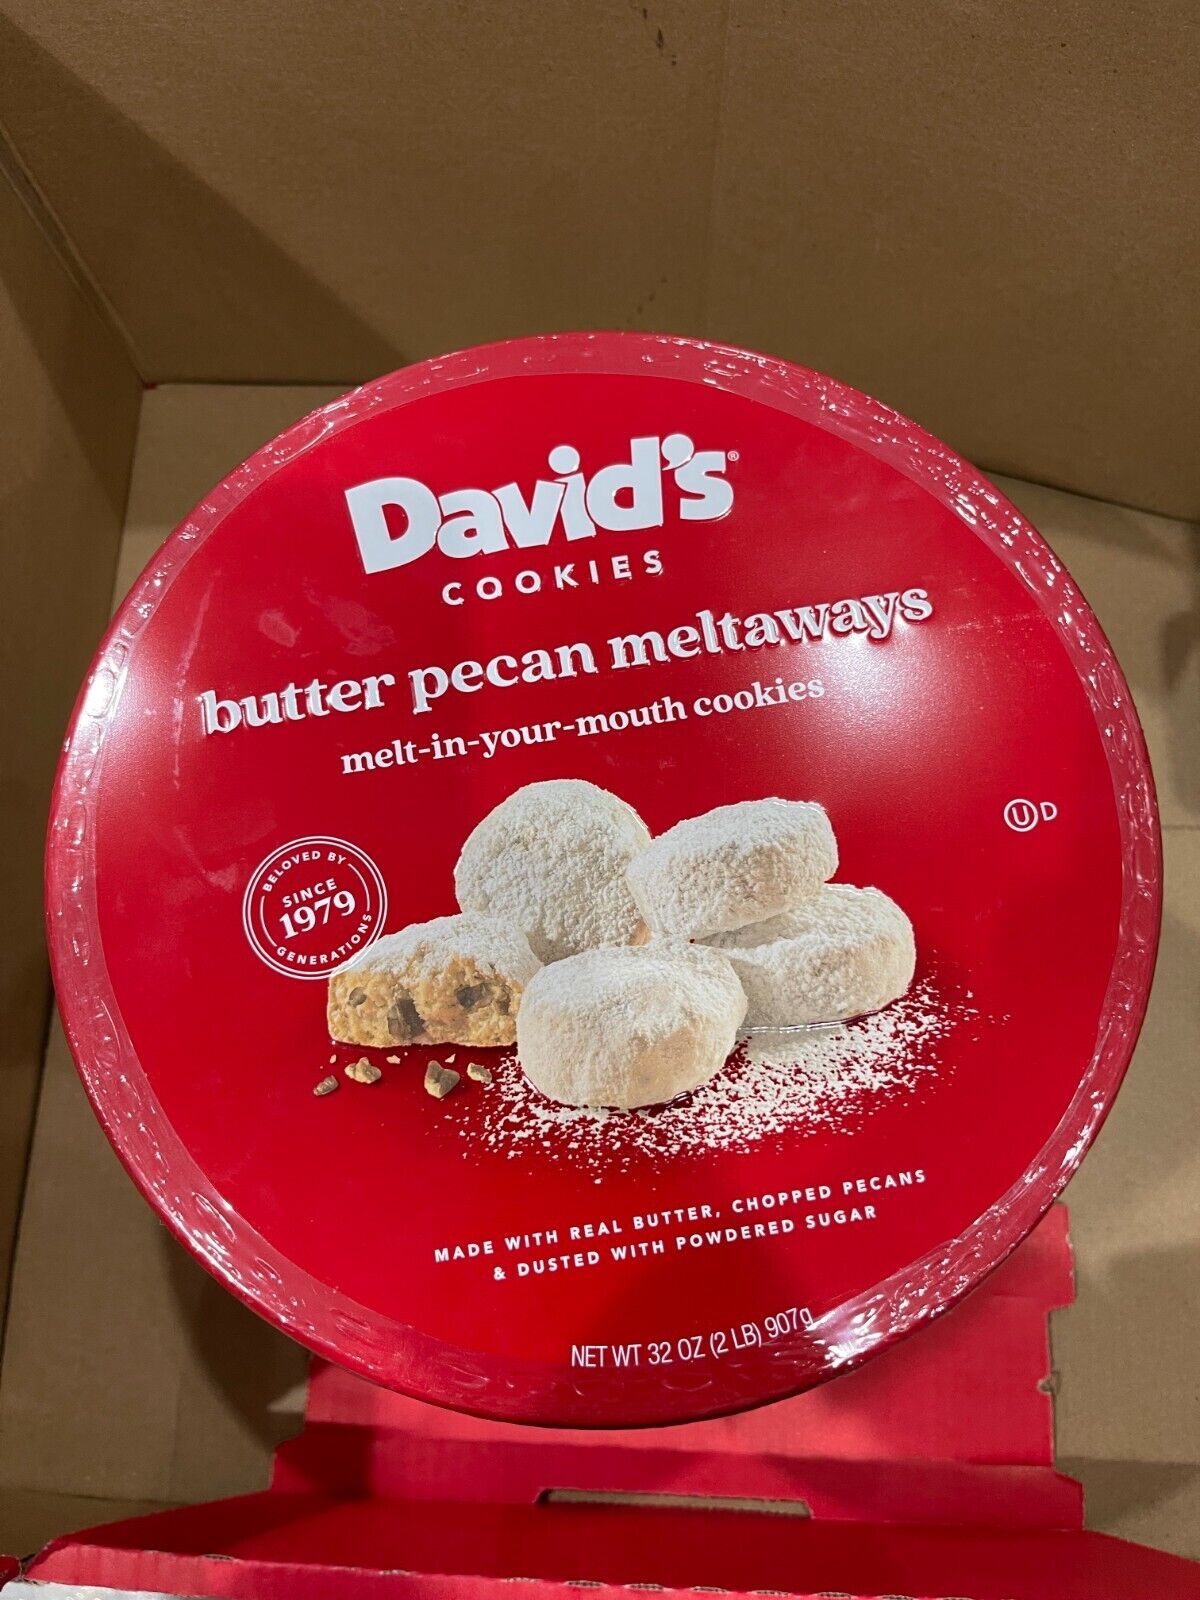 David's®
COOKIES
butter pecan meltaways
melt-in-your-mouth cookies
U D
BELOVED BY
SINCE
1979
GENERATIONS
MADE WITH REAL BUTTER, CHOPPED PECANS
& DUSTED WITH POWDERED SUGAR
NET WT 32 OZ (2 LB) 907g